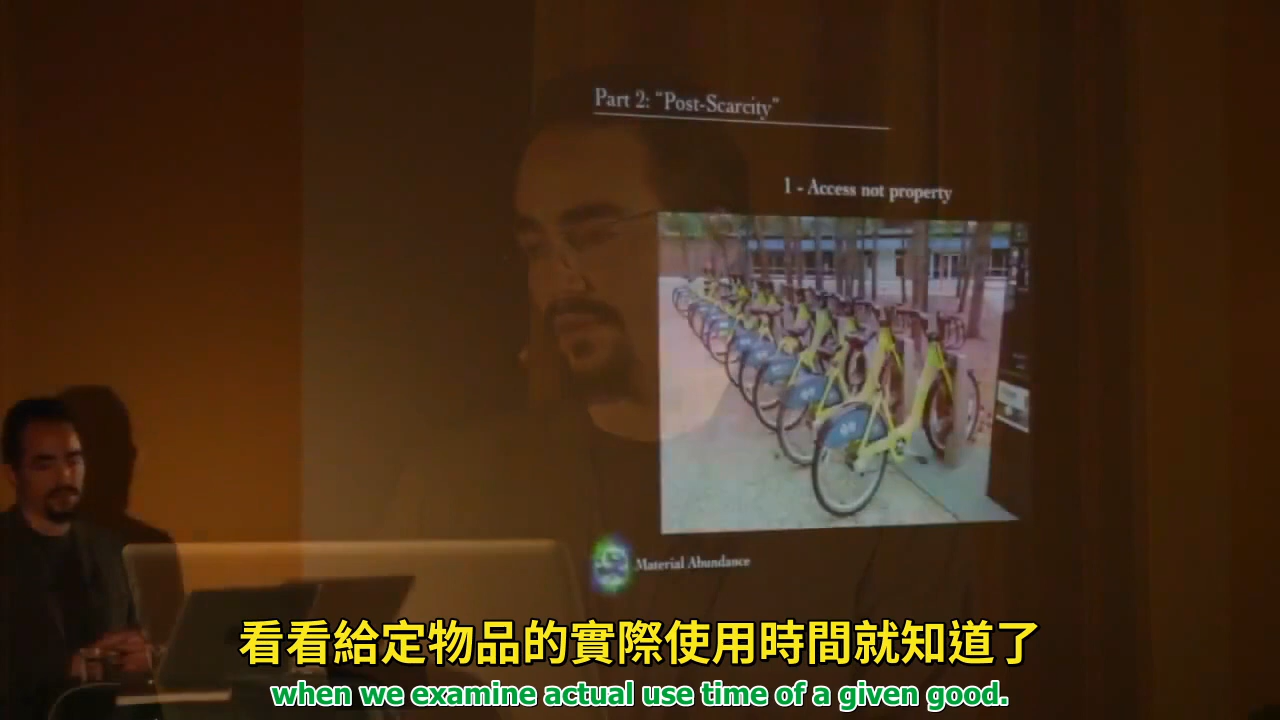 Part 2: “Post-Scarcity”
1 - Access not property
Material Abundance
看看給定物品的實際使用時間就知道了
when we examine actual use time of a given good.